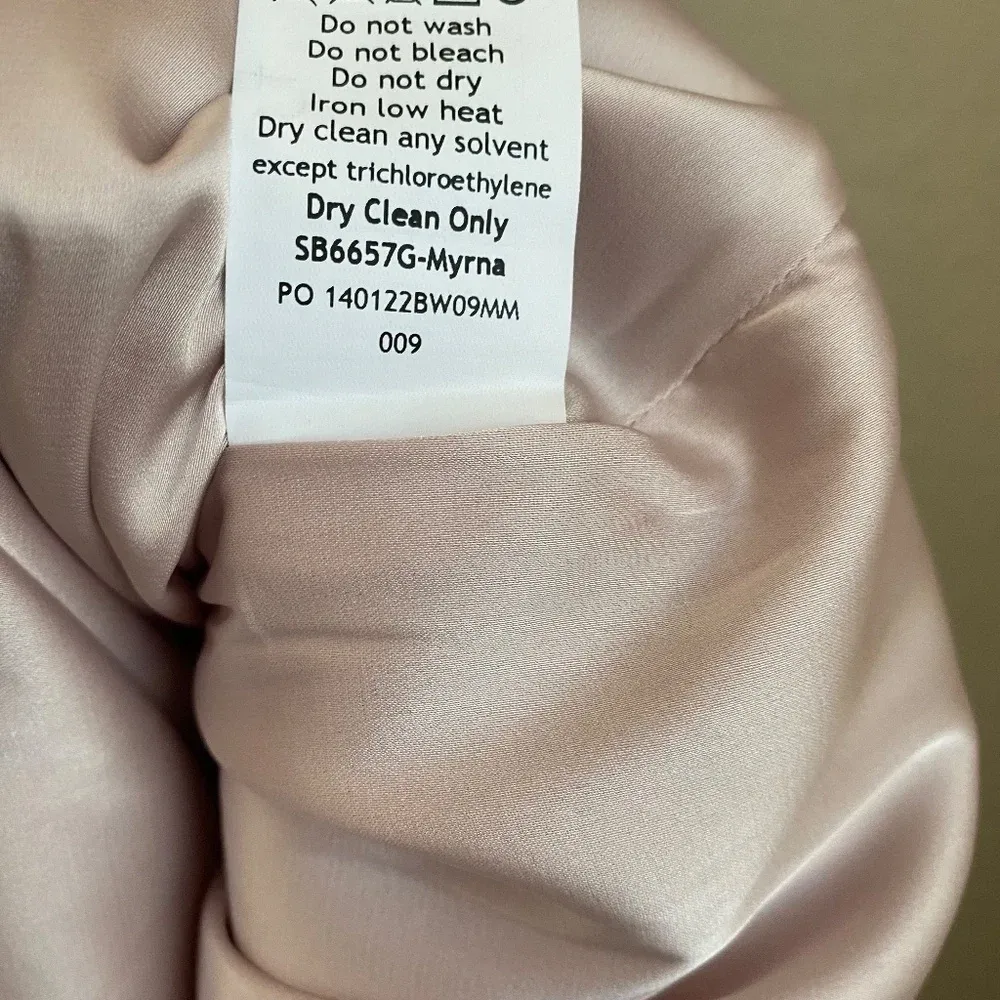 Do not wash
Do not bleach
Do not dry
Iron low heat
Dry clean any solvent
except trichloroethylene
Dry Clean Only
SB6657G-Myrna
PO 140122BW09MM
009